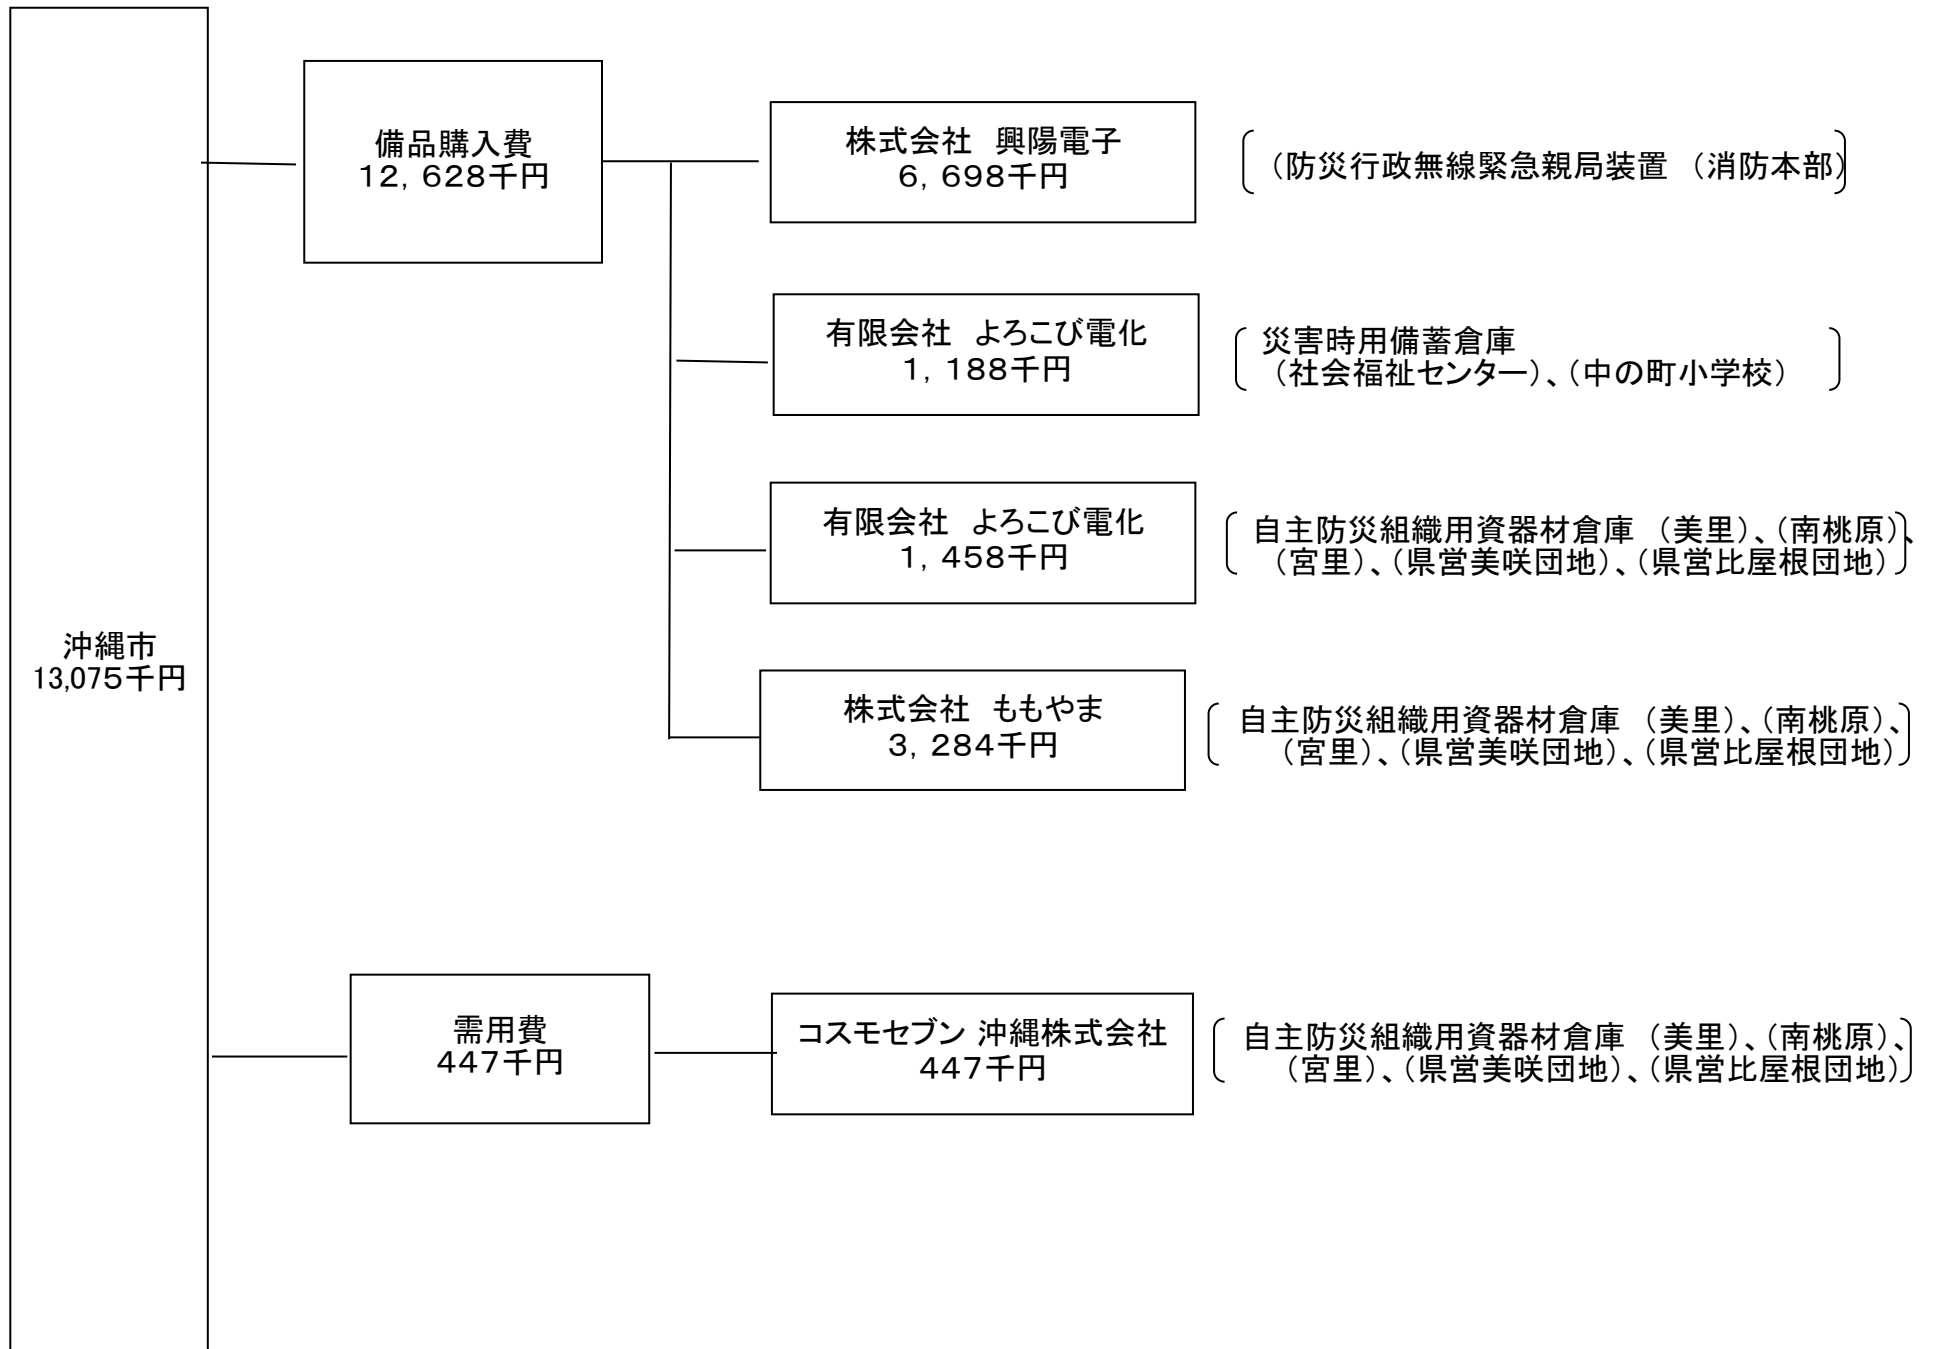 沖縄市
13,075千円
備品購入費
12，628千円
株式会社　興陽電子
6，698千円
（防災行政無線緊急親局装置　（消防本部）
有限会社　よろこび電化
1，188千円
災害時用備蓄倉庫
（社会福祉センター）、（中の町小学校）
有限会社　よろこび電化
1，458千円
自主防災組織用資器材倉庫　（美里）、（南桃原）、
（宮里）、（県営美咲団地）、（県営比屋根団地）
株式会社　ももやま
3，284千円
自主防災組織用資器材倉庫　（美里）、（南桃原）、
（宮里）、（県営美咲団地）、（県営比屋根団地）
需用費
447千円
コスモセブン 沖縄株式会社
447千円
自主防災組織用資器材倉庫　（美里）、（南桃原）、
（宮里）、（県営美咲団地）、（県営比屋根団地）